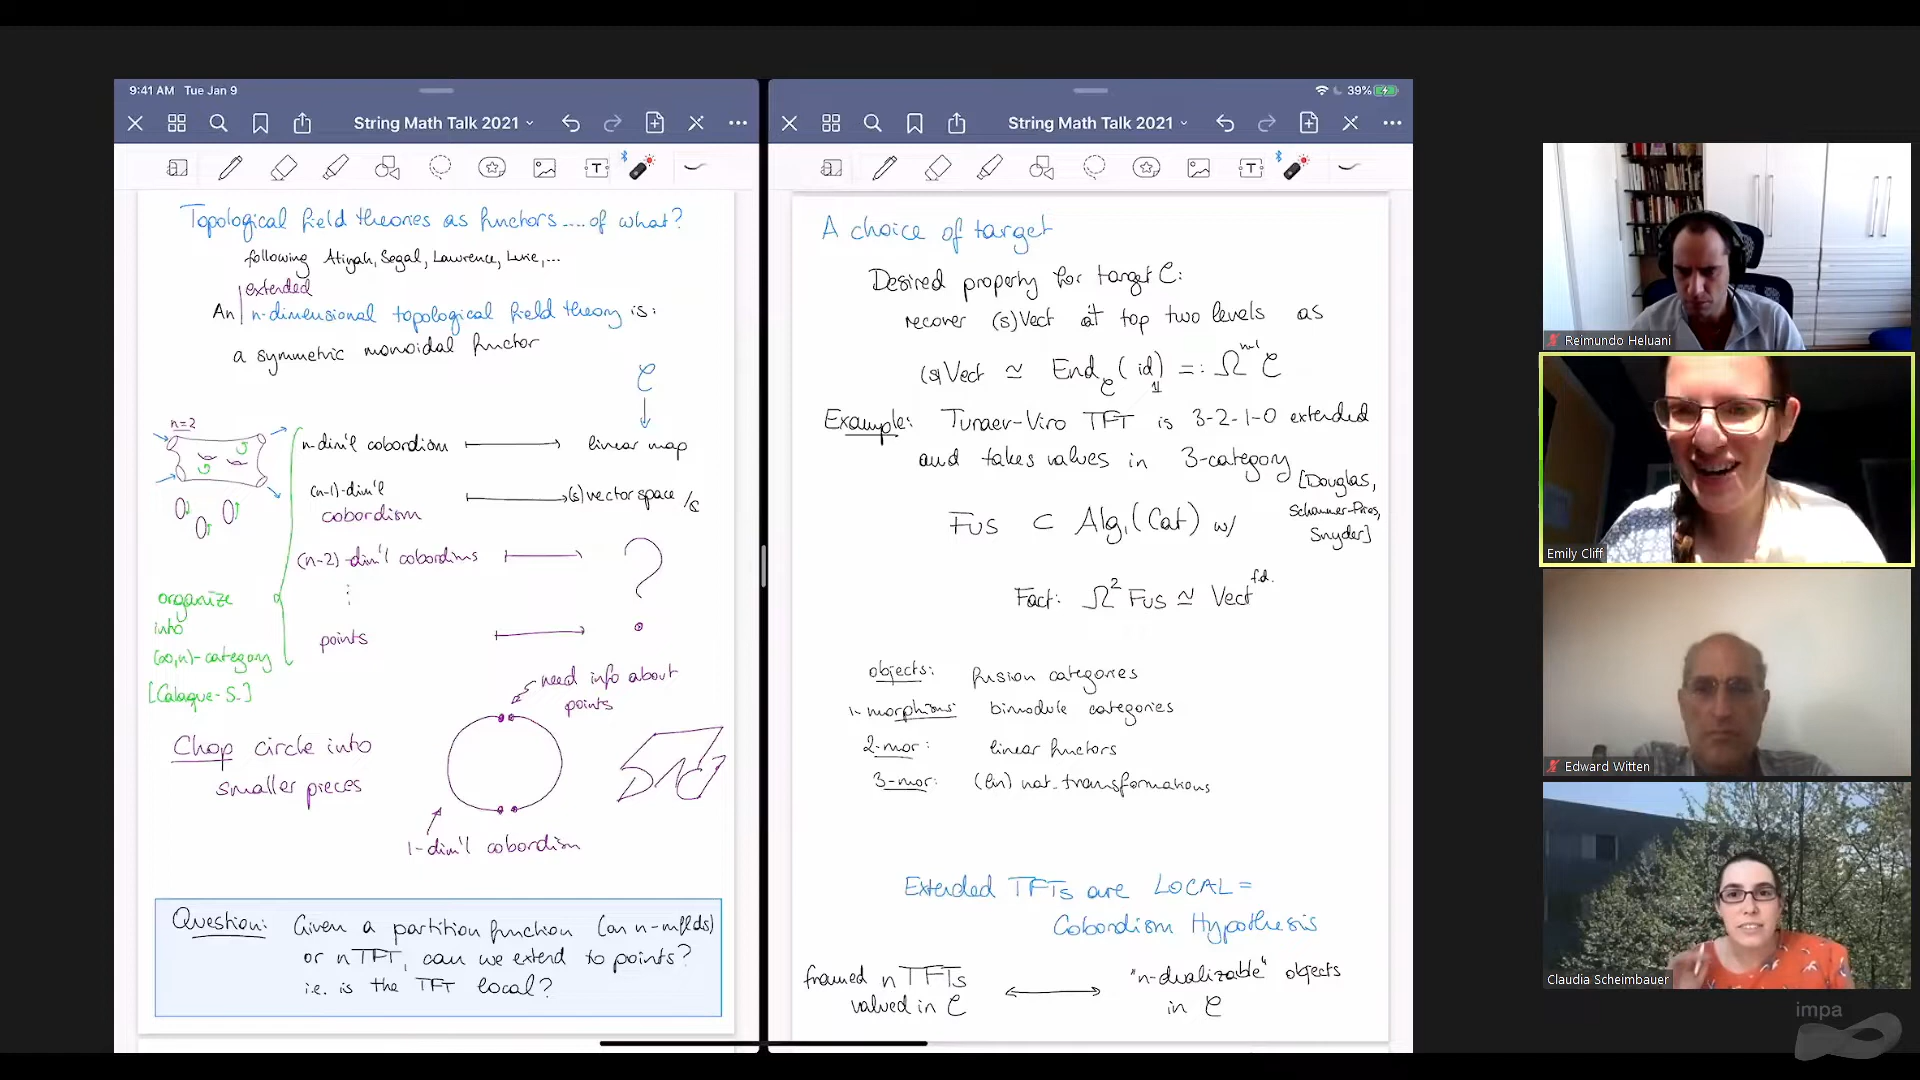 9:41 AM Tue Jan 9
String Math Talk 2021
Topological field theories as functors .... of what?
following Atiyah, Segal, Lawrence, Lurie, ...
extended
An n-dimensional topological field theory is:
a symmetric monoidal functor
C
n=2
n-dim'l cobordism
linear map
(n-1)-dim'l
cobordism
(s)vector space /ℂ
(n-2)-dim'l cobordims
?
⋮
points
organize
into
(∞,n)-category
[Calaque-S.]
need info about
points
Chop circle into
smaller pieces
1-dim'l cobordism
Question: Given a partition function (on n-mflds)
or nTFT, can we extend to points?
i.e. is the TFT local?
39%
String Math Talk 2021
A choice of target
Desired property for target C:
recover (s)Vect at top two levels as
(s)Vect ≃ End_C(id_𝟙) =: Ω^{n-1} C
Example: Turaev-Viro TFT is 3-2-1-0 extended
and takes values in 3-category
[Douglas,
Schommer-Pries,
Snyder]
Fus ⊂ Alg₁(Cat) w/
Fact: Ω² Fus ≃ Vect^{f.d.}
objects: fusion categories
1-morphisms: bimodule categories
2-mor: linear functors
3-mor: (lin) nat. transformations
Extended TFTs are LOCAL =
Cobordism Hypothesis
framed nTFTs
valued in C
"n-dualizable" objects
in C
Reimundo Heluani
Emily Cliff
Edward Witten
Claudia Scheimbauer
impa